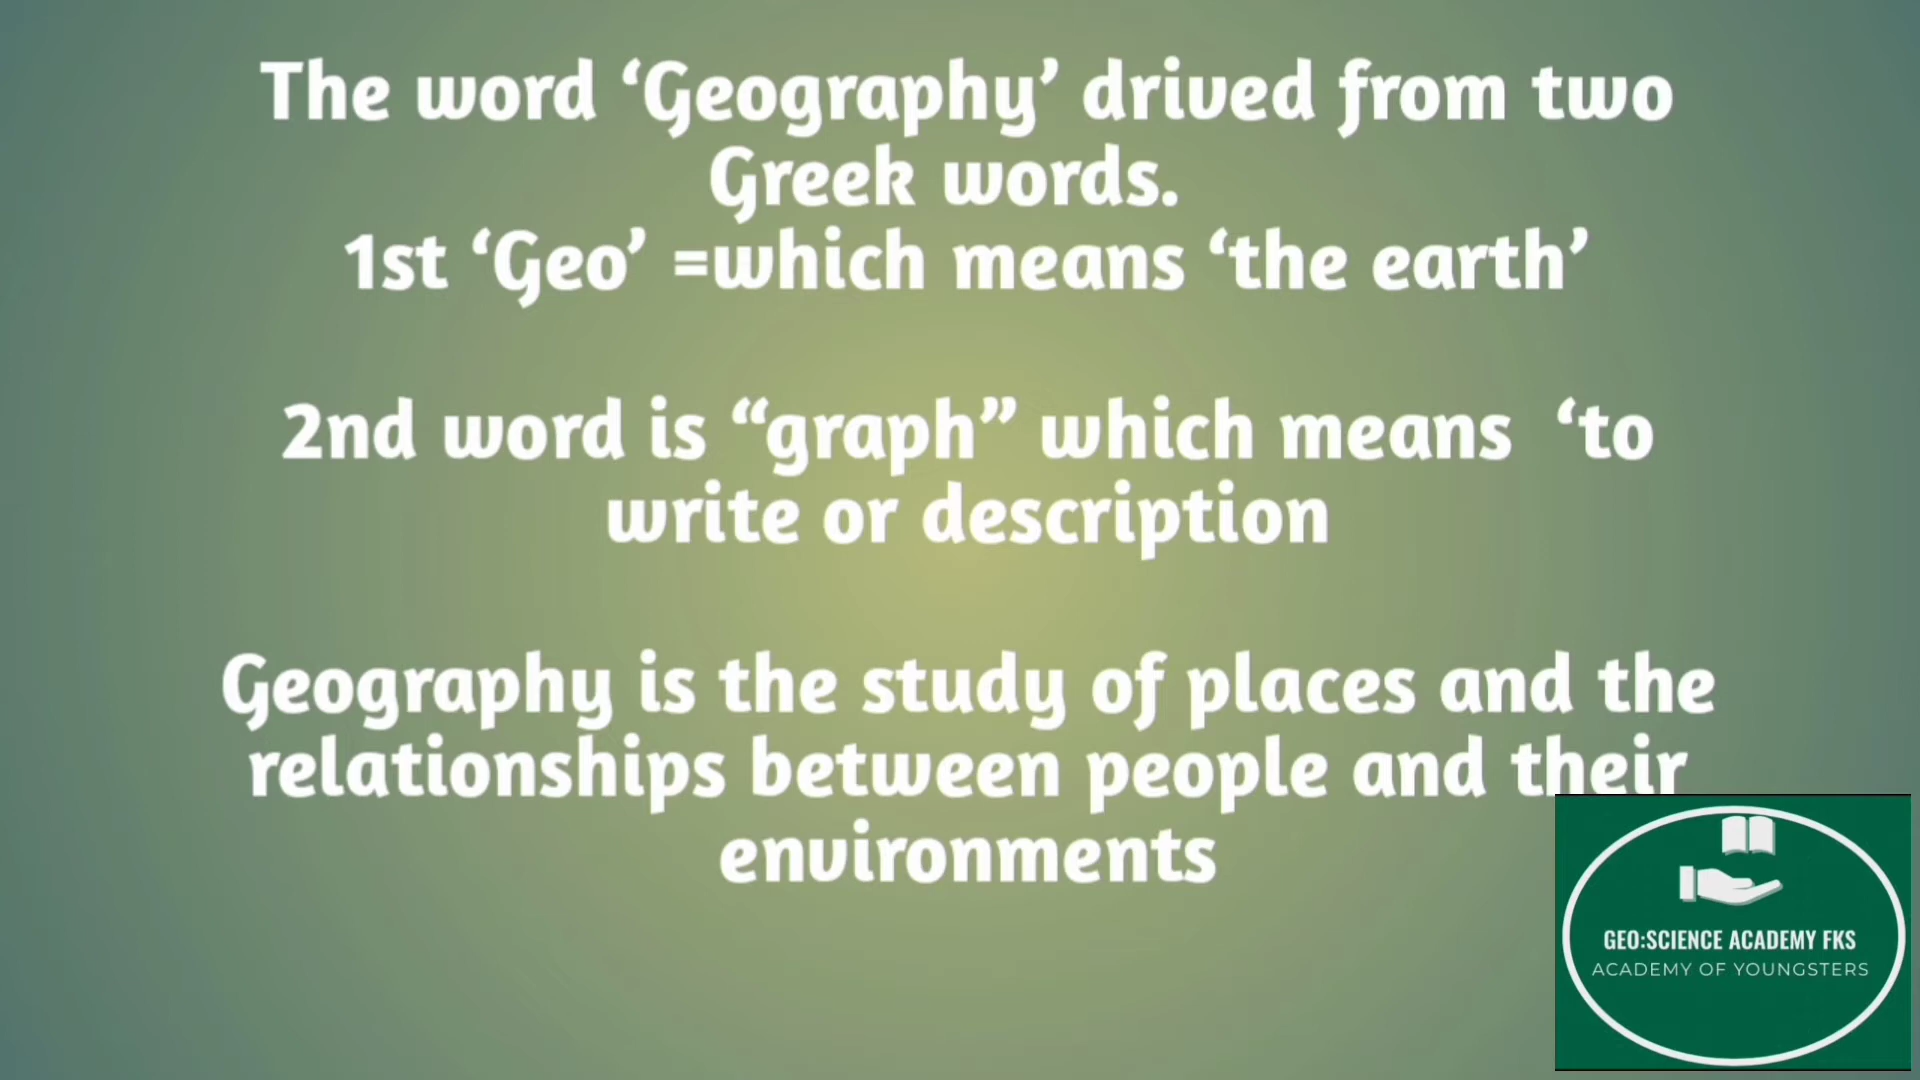 The word ‘Geography’ drived from two
Greek words.
1st ‘Geo’ =which means ‘the earth’
2nd word is “graph” which means ‘to
write or description
Geography is the study of places and the
relationships between people and their
environments
GEO:SCIENCE ACADEMY FKS
ACADEMY OF YOUNGSTERS